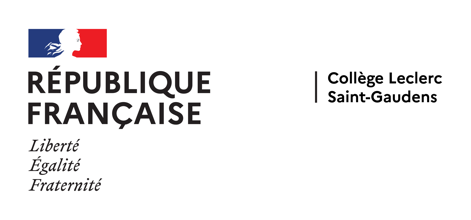 RÉPUBLIQUE
FRANÇAISE
Liberté
Égalité
Fraternité
Collège Leclerc
Saint-Gaudens